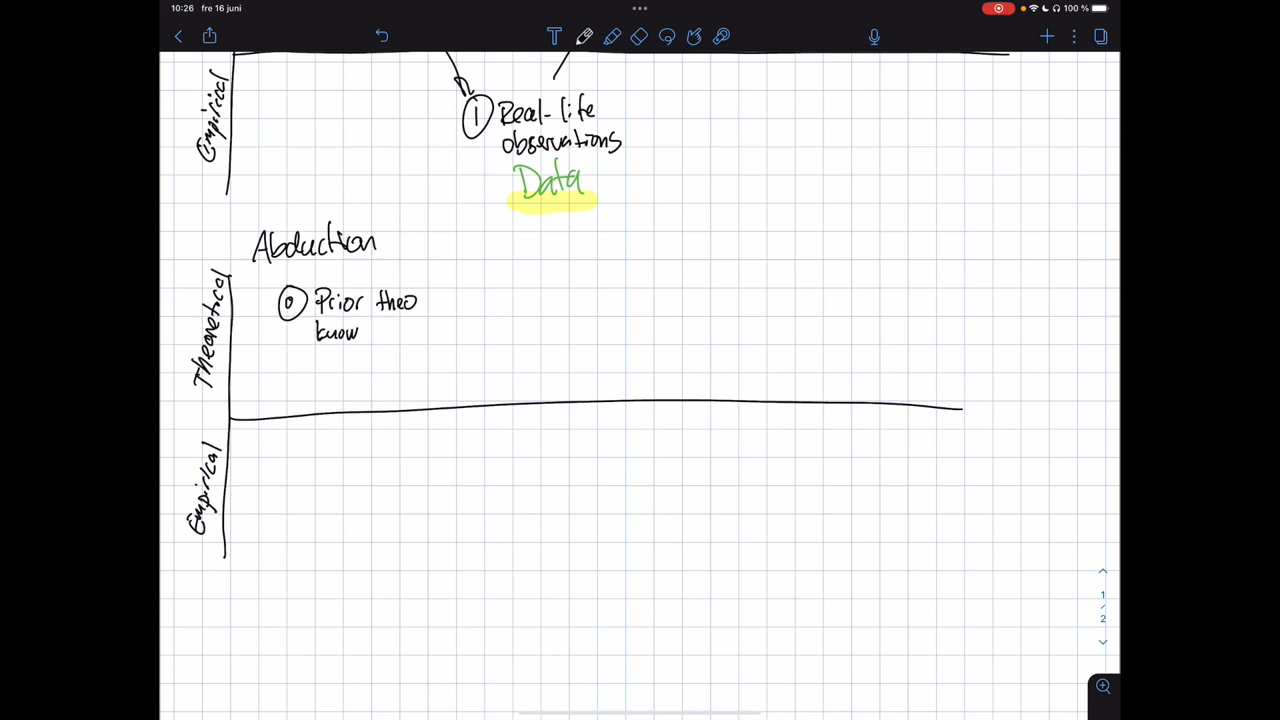 10:26 fre 16 juni
100 %
T
Empirical
① Real-life
observations
Data
Abduction
Theoretical
⓪ Prior theo
know
Empirical
1
/
2